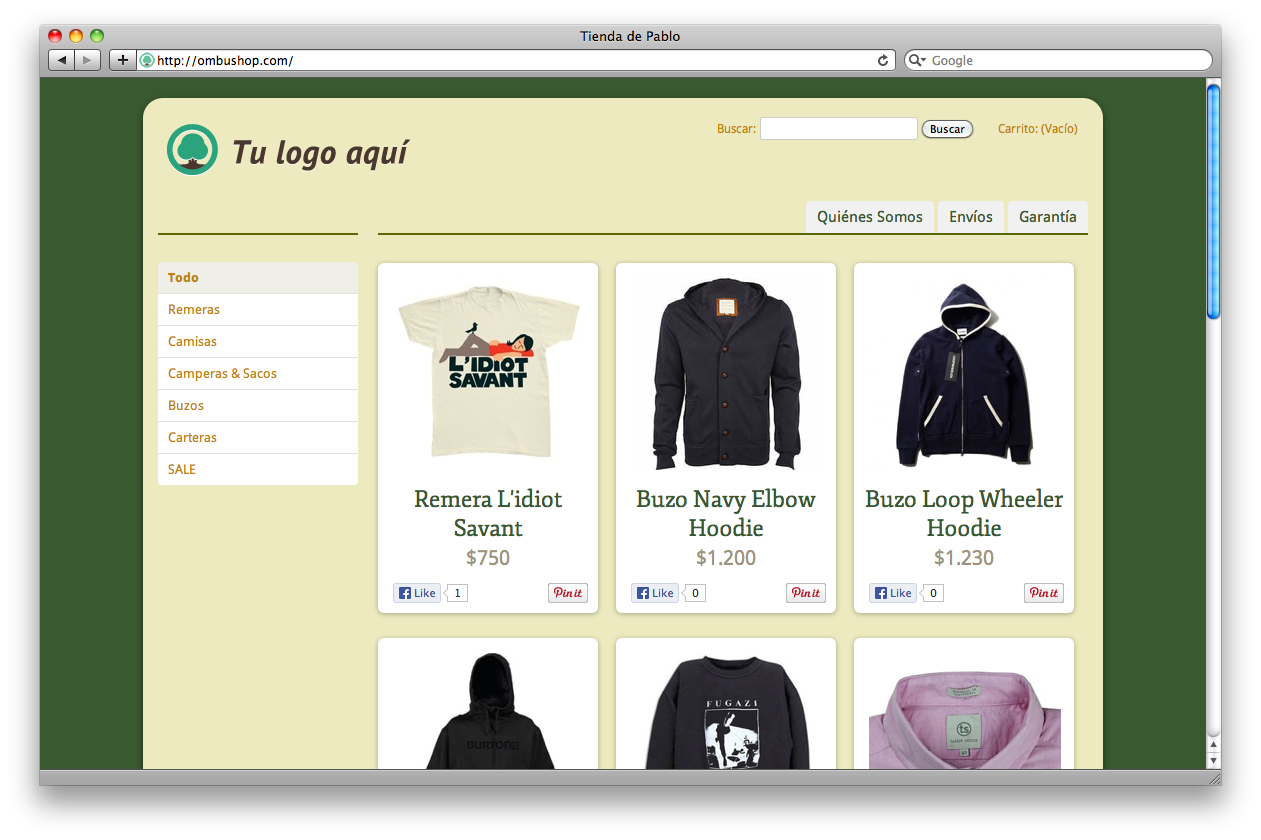 Tienda de Pablo
http://ombushop.com/
Google
Tu logo aquí
Buscar:
Buscar
Carrito: (Vacío)
Quiénes Somos
Envíos
Garantía
Todo
Remeras
Camisas
Camperas & Sacos
Buzos
Carteras
SALE
L'IDIOT
SAVANT
Remera L'idiot
Savant
$750
Like
1
Pin it
Buzo Navy Elbow
Hoodie
$1.200
Like
0
Pin it
Buzo Loop Wheeler
Hoodie
$1.230
Like
0
Pin it
BURTON
FUGAZI
ts